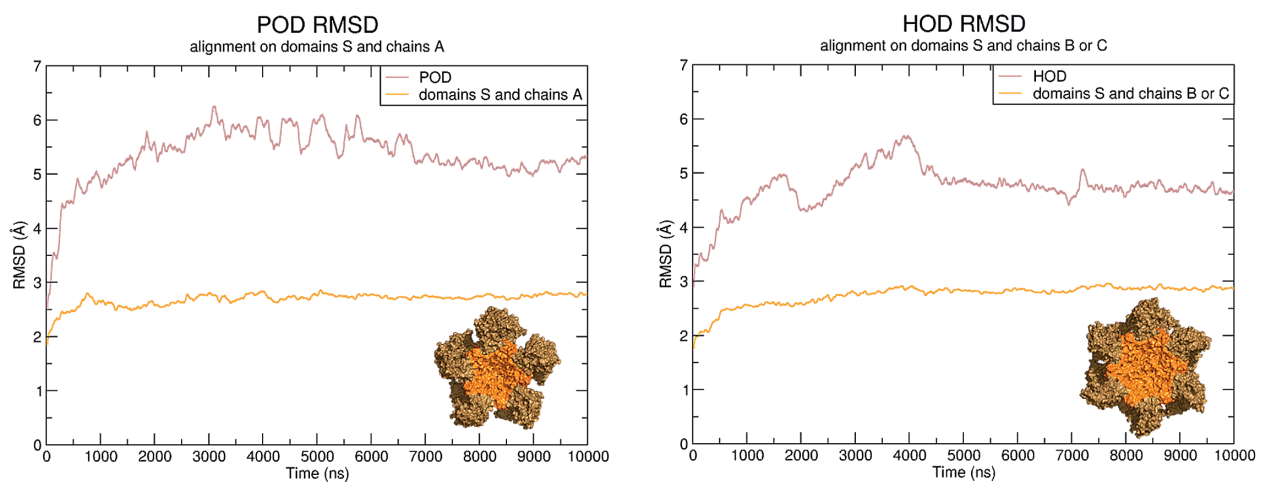 POD RMSD
alignment on domains S and chains A
POD
domains S and chains A
RMSD (Å)
7
6
5
4
3
2
1
0
0 1000 2000 3000 4000 5000 6000 7000 8000 9000 10000
Time (ns)
HOD RMSD
alignment on domains S and chains B or C
HOD
domains S and chains B or C
RMSD (Å)
7
6
5
4
3
2
1
0
0 1000 2000 3000 4000 5000 6000 7000 8000 9000 10000
Time (ns)